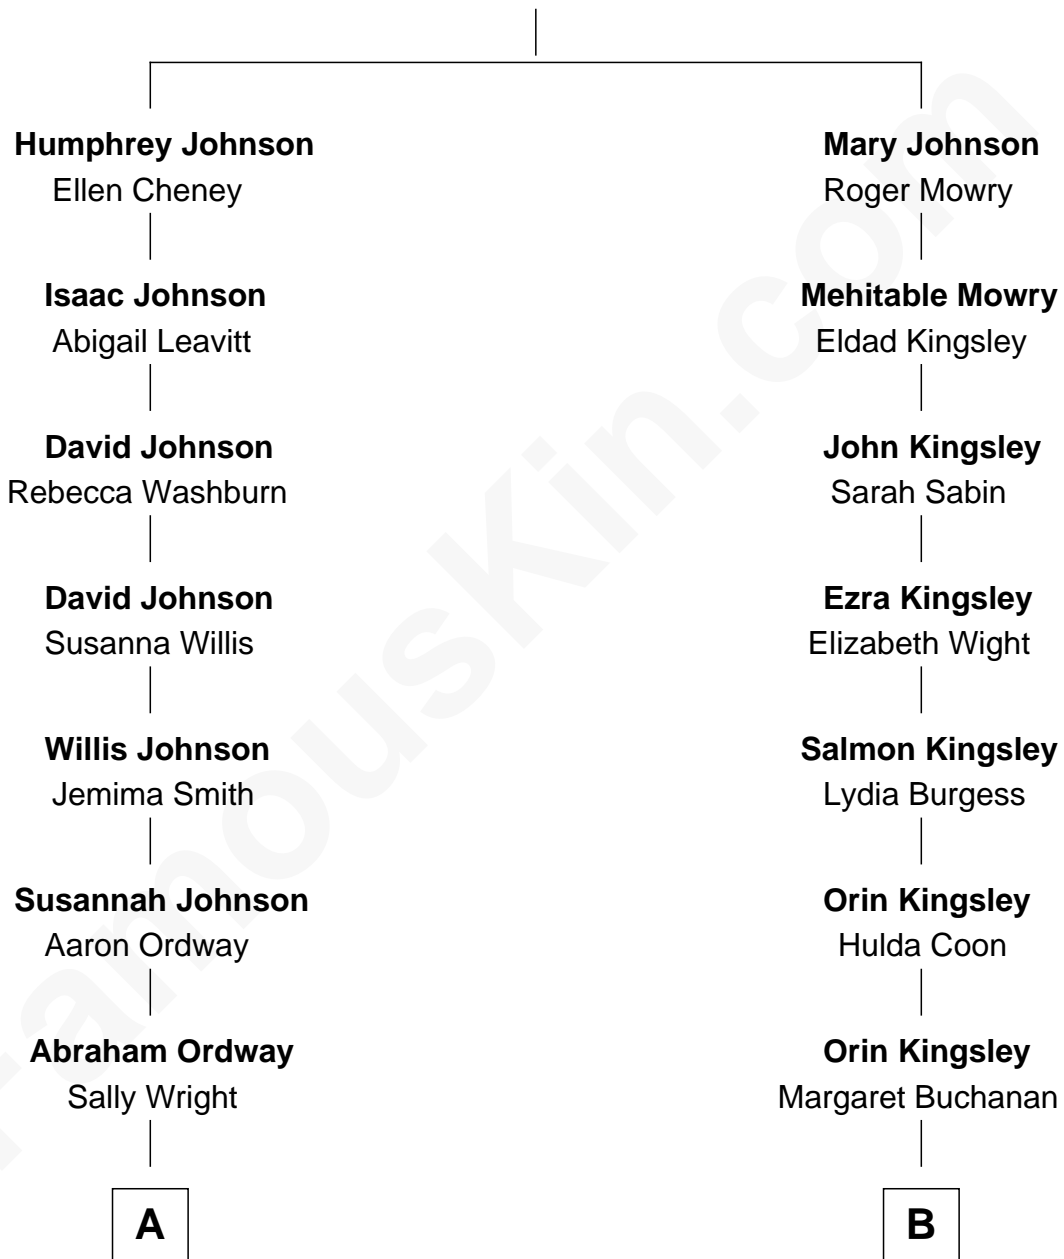 Humphrey Johnson
Ellen Cheney
Mary Johnson
Roger Mowry
Isaac Johnson
Abigail Leavitt
Mehitable Mowry
Eldad Kingsley
David Johnson
Rebecca Washburn
John Kingsley
Sarah Sabin
David Johnson
Susanna Willis
Ezra Kingsley
Elizabeth Wight
Willis Johnson
Jemima Smith
Salmon Kingsley
Lydia Burgess
Susannah Johnson
Aaron Ordway
Orin Kingsley
Hulda Coon
Abraham Ordway
Sally Wright
Orin Kingsley
Margaret Buchanan
A
B
FamousKin.com